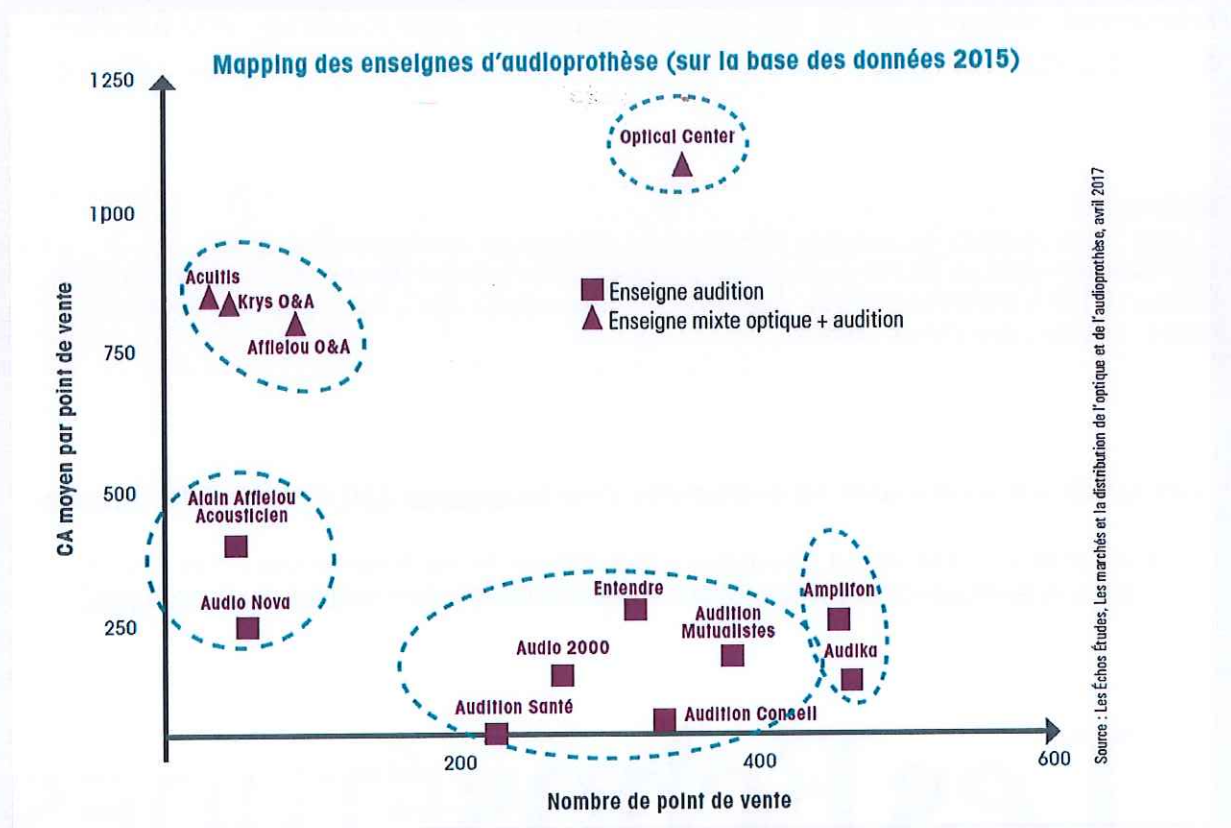 Mapping des enseignes d'audioprothèse (sur la base des données 2015)
1250
1000
750
500
250
CA moyen par point de vente
Optical Center
Acuitis
Krys O&A
Afflelou O&A
Enseigne audition
Enseigne mixte optique + audition
Alain Afflelou
Acousticien
Audio Nova
Entendre
Audition
Mutualistes
Audio 2000
Audition Santé
Audition Conseil
Amplifon
Audika
200
400
600
Nombre de point de vente
Source : Les Échos Études, Les marchés et la distribution de l'optique et de l'audioprothèse, avril 2017